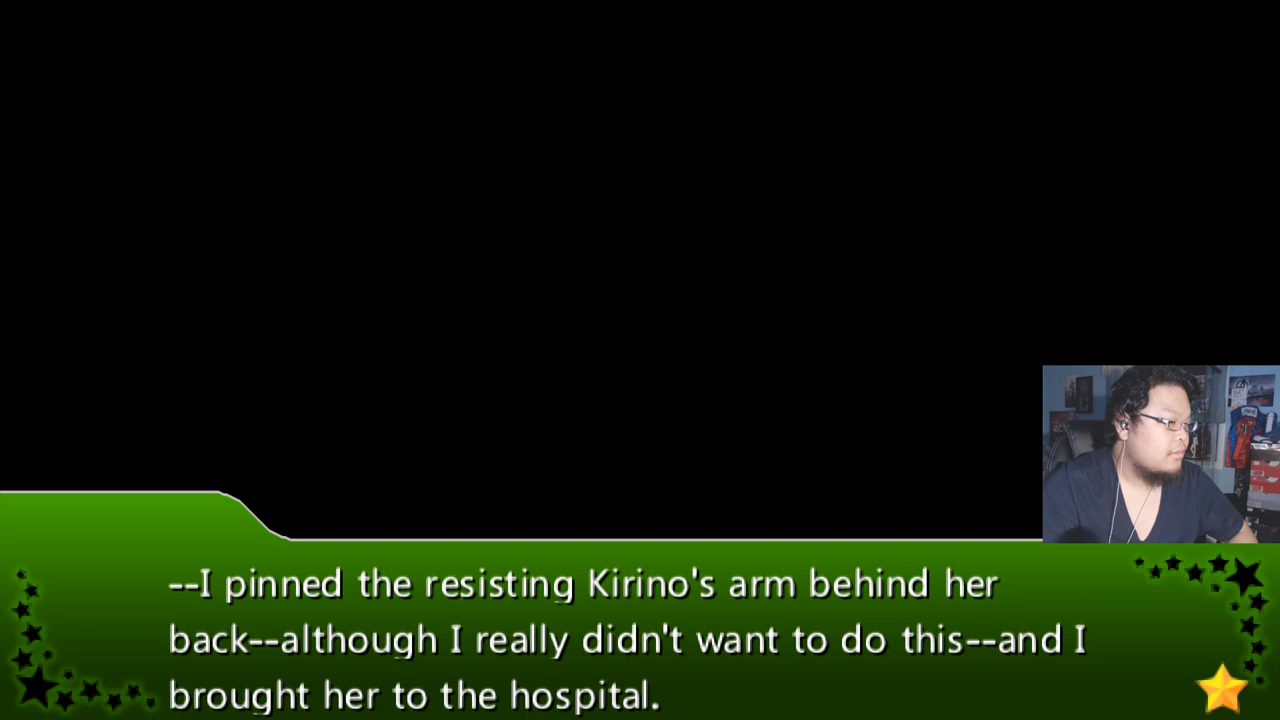 --I pinned the resisting Kirino's arm behind her
back--although I really didn't want to do this--and I
brought her to the hospital.